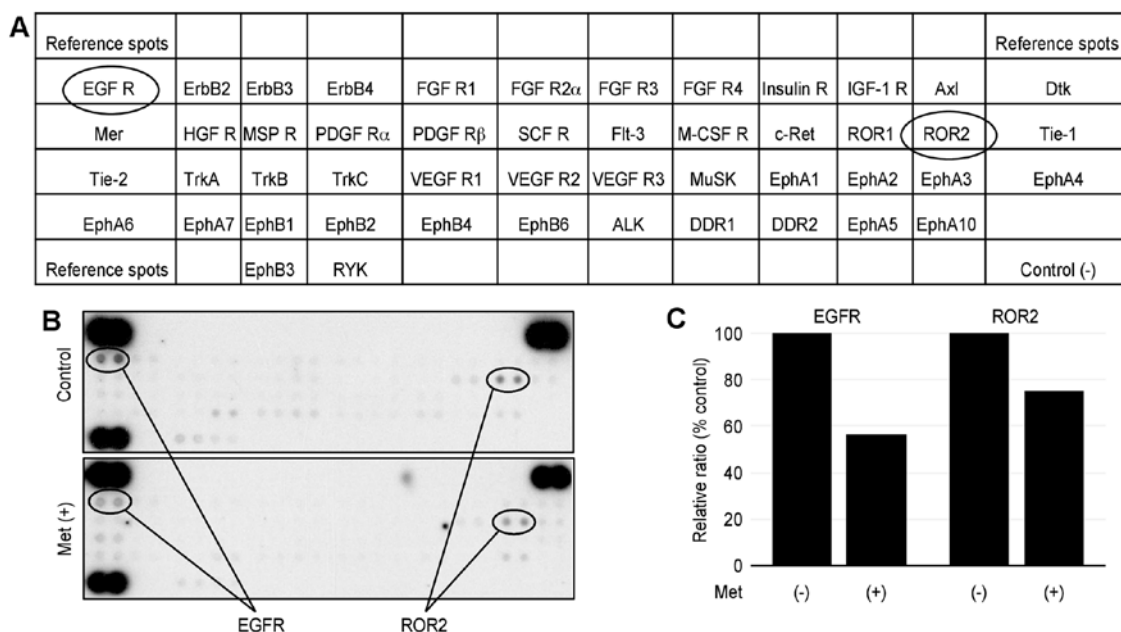 A
Reference spots Reference spots
EGF R ErbB2 ErbB3 ErbB4 FGF R1 FGF R2α FGF R3 FGF R4 Insulin R IGF-1 R Axl Dtk
Mer HGF R MSP R PDGF Rα PDGF Rβ SCF R Flt-3 M-CSF R c-Ret ROR1 ROR2 Tie-1
Tie-2 TrkA TrkB TrkC VEGF R1 VEGF R2 VEGF R3 MuSK EphA1 EphA2 EphA3 EphA4
EphA6 EphA7 EphB1 EphB2 EphB4 EphB6 ALK DDR1 DDR2 EphA5 EphA10
Reference spots EphB3 RYK Control (-)
B
Control
Met (+)
EGFR ROR2
C
EGFR ROR2
Relative ratio (% control)
100
80
60
40
20
0
Met (-) (+) (-) (+)